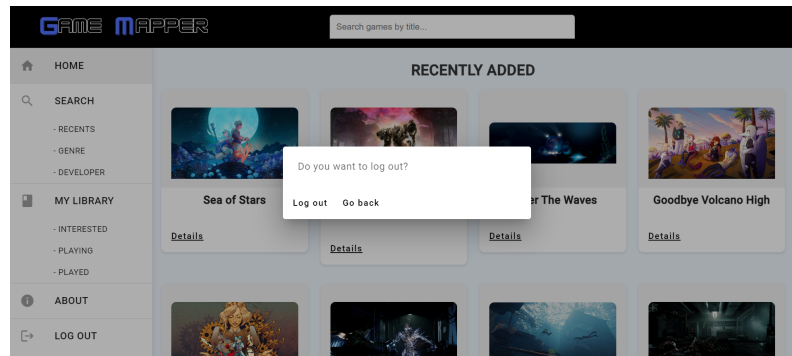 GAME MAPPER
Search games by title...
HOME
SEARCH
- RECENTS
- GENRE
- DEVELOPER
MY LIBRARY
- INTERESTED
- PLAYING
- PLAYED
ABOUT
LOG OUT
RECENTLY ADDED
Sea of Stars
Details
Details
er The Waves
Details
Goodbye Volcano High
Details
Do you want to log out?
Log out Go back